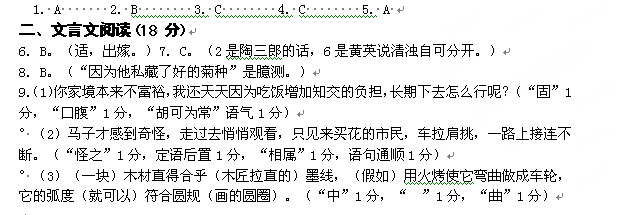 1. A 2. B 3. C 4. C 5. A
二、文言文阅读(18 分)
6. B。(适，出嫁。) 7. C。(2是陶三郎的话，6是黄英说清浊自可分开。)
8. B。(“因为他私藏了好的菊种”是臆测。)
9.(1)你家境本来不富裕,我还天天因为吃饭增加知交的负担,长期下去怎么行呢?(“固”1
分，“口腹”1分，“胡可为常”语气1分)
°·(2) 马子才感到奇怪，走过去悄悄观看，只见来买花的市民，车拉肩挑，一路上接连不
断。(“怪之”1分，定语后置1分，“相属”1分，语句通顺1分)
°·(3) (一块) 木材直得合乎 (木匠拉直的) 墨线，(假如) 用火烤使它弯曲做成车轮，
它的弧度 (就可以) 符合圆规 (画的圆圈)。(“中”1分，“ ”1分，“曲”1分)